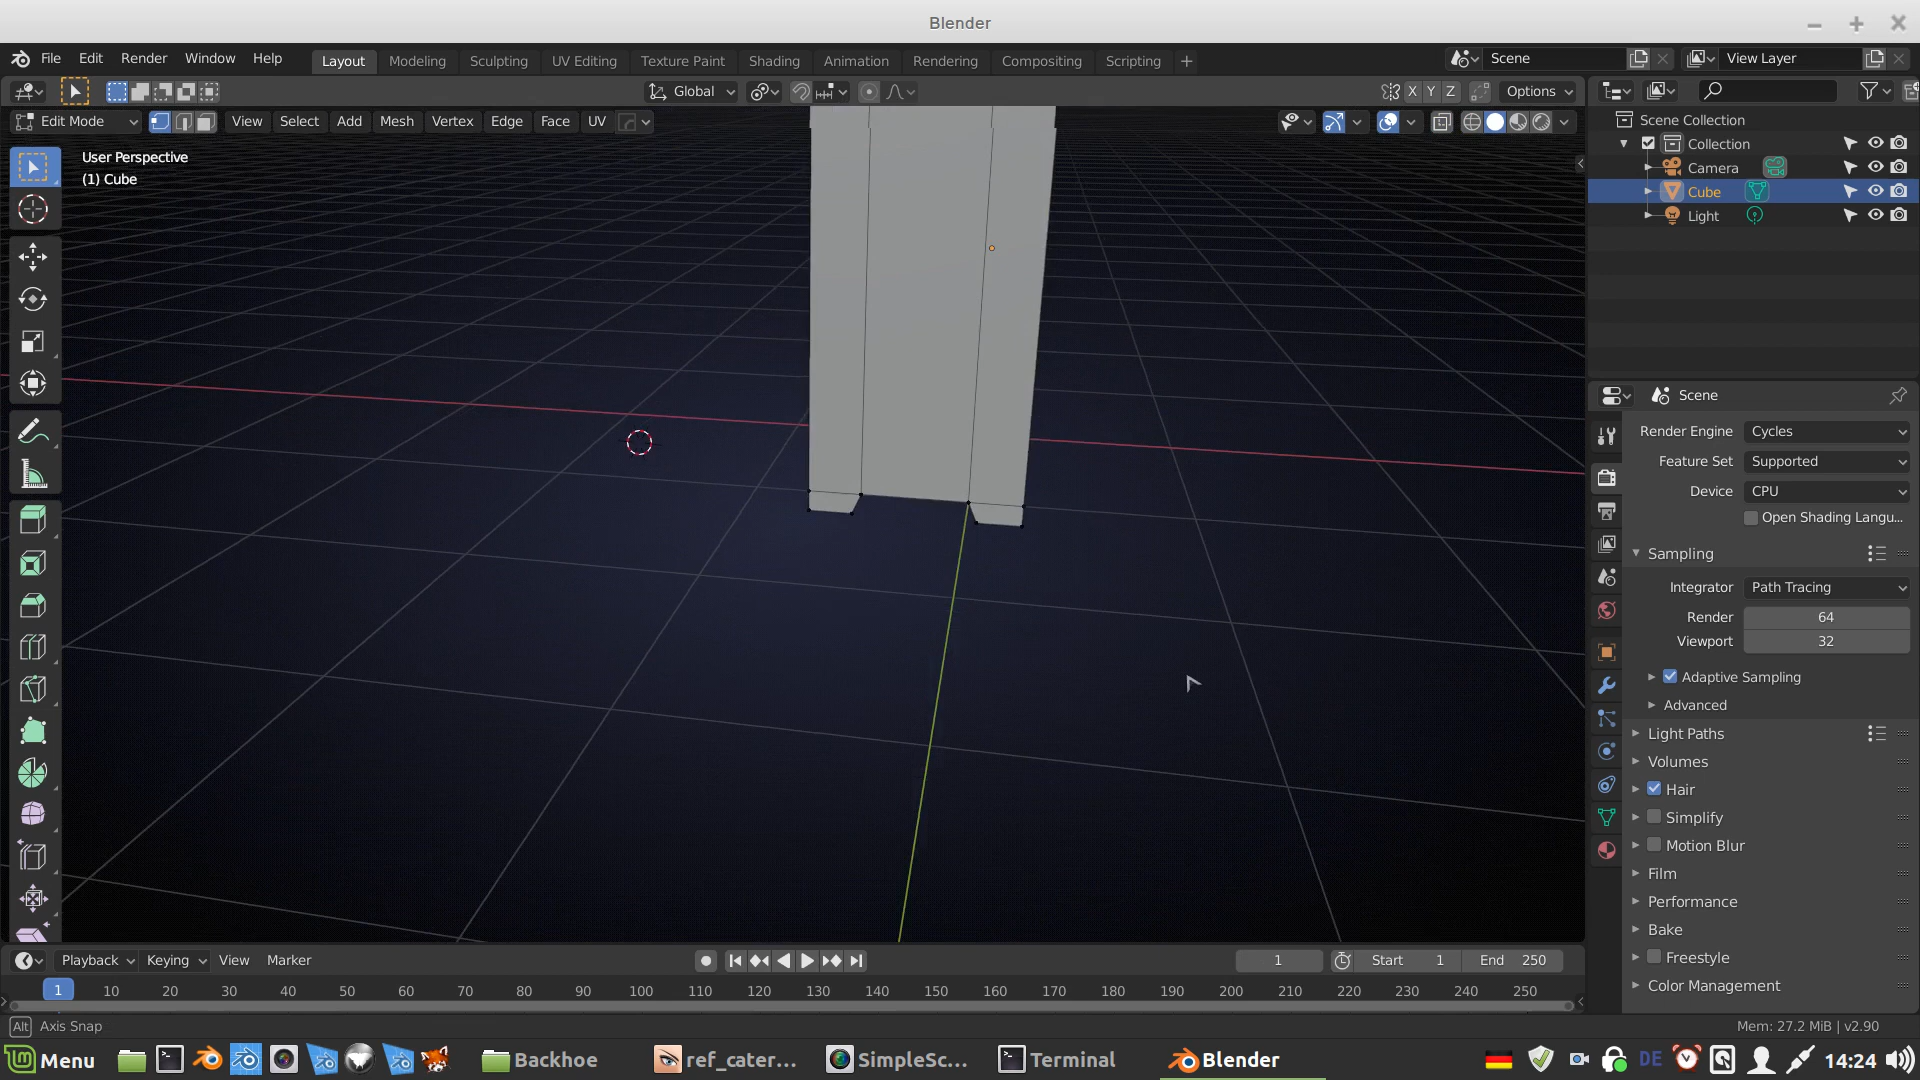 Blender
File Edit Render Window Help Layout Modeling Sculpting UV Editing Texture Paint Shading Animation Rendering Compositing Scripting + Scene View Layer
Global X Y Z Options
Edit Mode View Select Add Mesh Vertex Edge Face UV
User Perspective
(1) Cube
Scene Collection
Collection
Camera
Cube
Light
Scene
Render Engine Cycles
Feature Set Supported
Device CPU
Open Shading Langu...
Sampling
Integrator Path Tracing
Render 64
Viewport 32
Adaptive Sampling
Advanced
Light Paths
Volumes
Hair
Simplify
Motion Blur
Film
Performance
Bake
Freestyle
Color Management
Playback Keying View Marker 1 Start 1 End 250
1 10 20 30 40 50 60 70 80 90 100 110 120 130 140 150 160 170 180 190 200 210 220 230 240 250
Alt Axis Snap Mem: 27.2 MiB | v2.90
Menu Backhoe ref_cater... SimpleSc... Terminal Blender DE 14:24